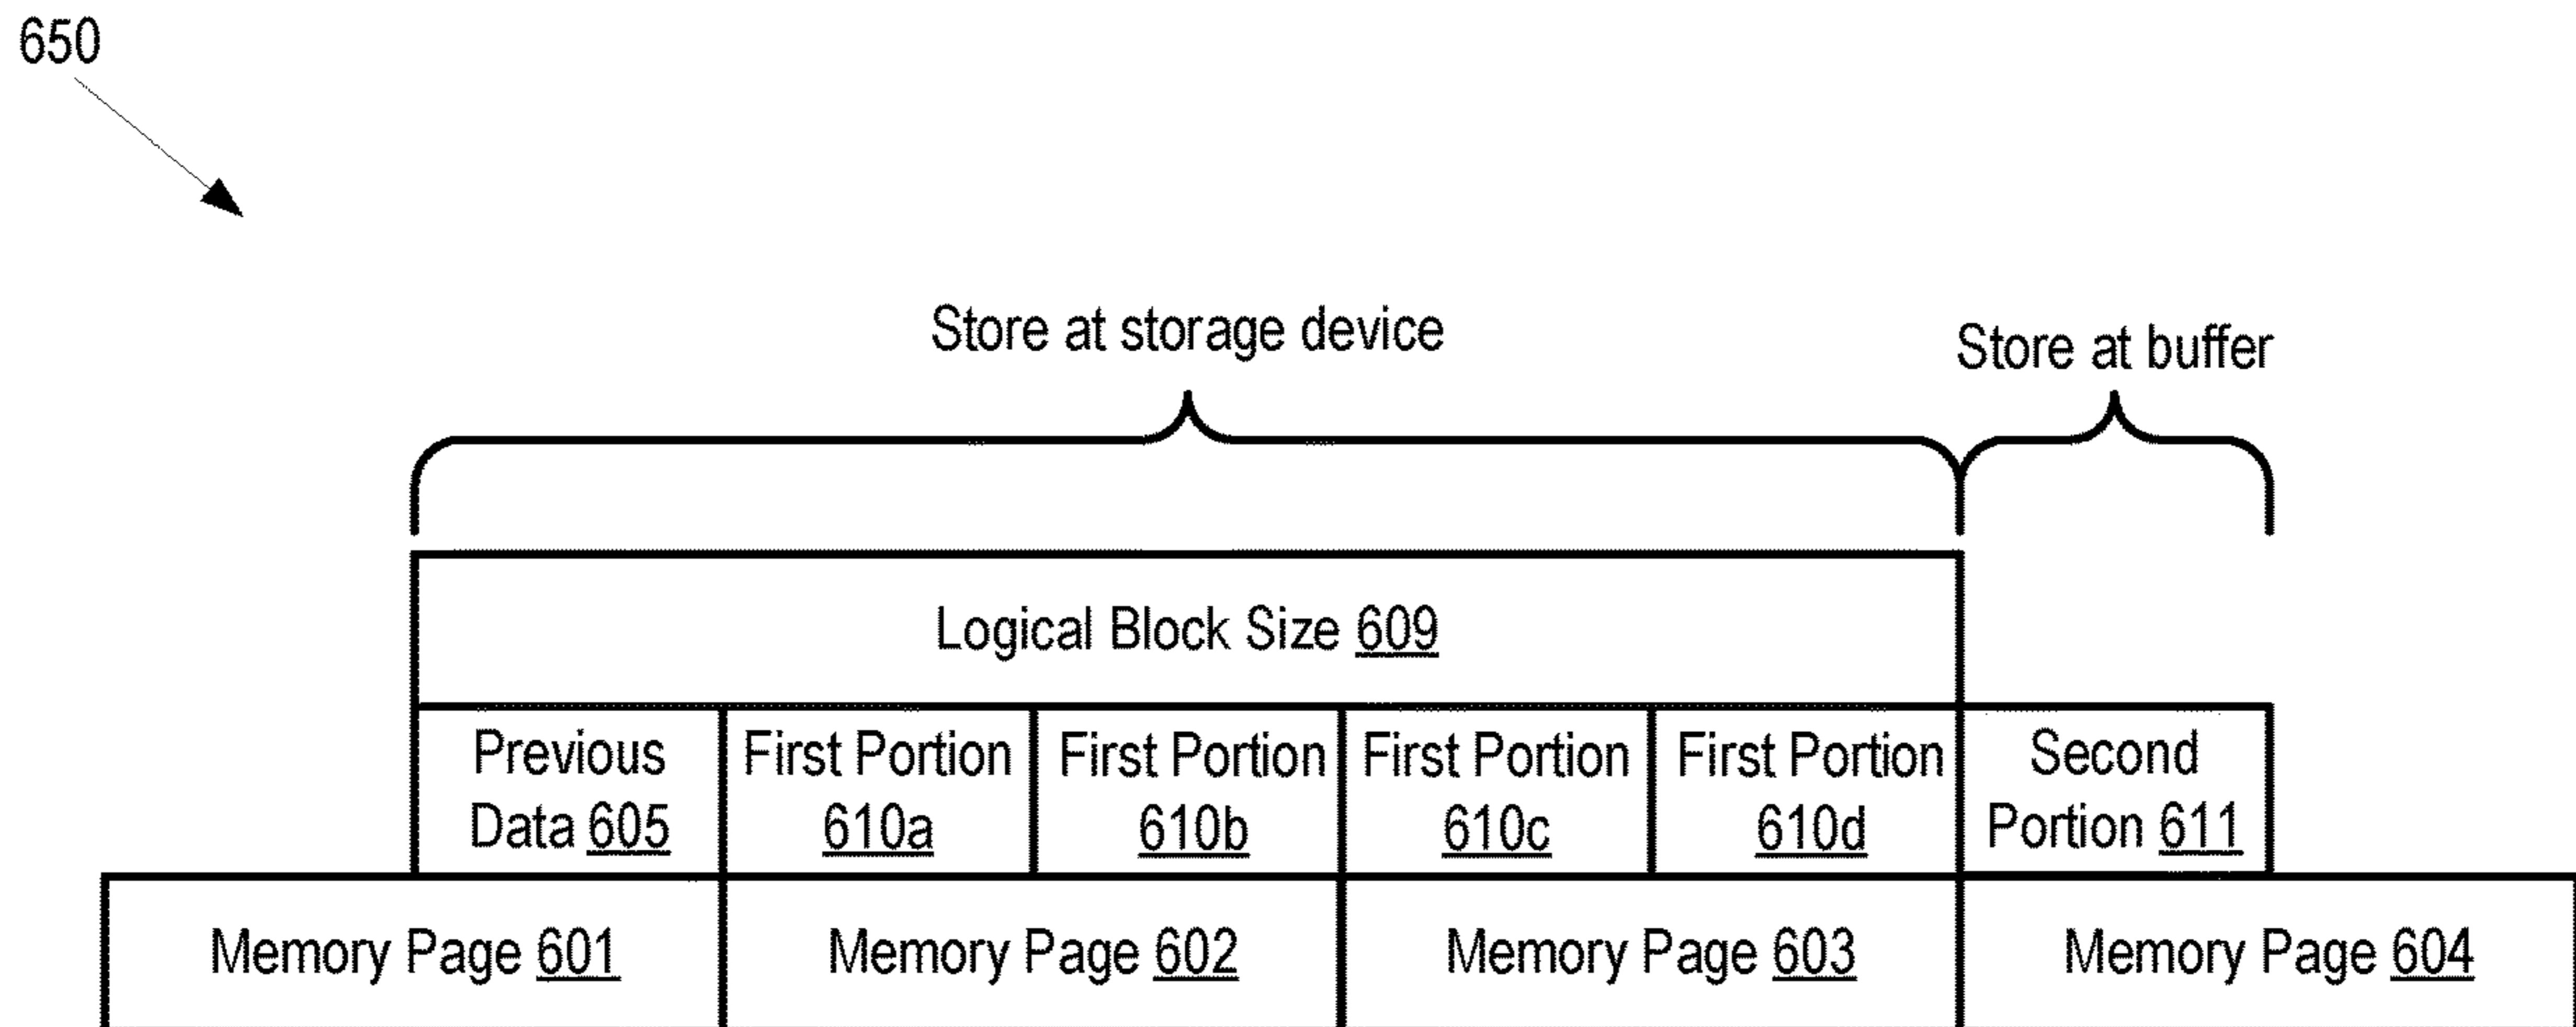 650
Store at storage device
Store at buffer
Logical Block Size 609
Previous
Data 605
First Portion
610a
First Portion
610b
First Portion
610c
First Portion
610d
Second
Portion 611
Memory Page 601
Memory Page 602
Memory Page 603
Memory Page 604